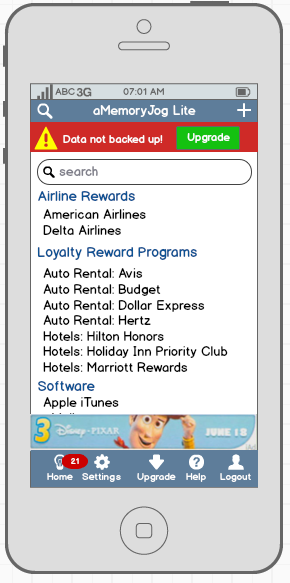 ABC 3G 07:01 AM
aMemoryJog Lite
Data not backed up! Upgrade
search
Airline Rewards
American Airlines
Delta Airlines
Loyalty Reward Programs
Auto Rental: Avis
Auto Rental: Budget
Auto Rental: Dollar Express
Auto Rental: Hertz
Hotels: Hilton Honors
Hotels: Holiday Inn Priority Club
Hotels: Marriott Rewards
Software
Apple iTunes
3 Disney · PIXAR JUNE 18
21
Home Settings Upgrade Help Logout